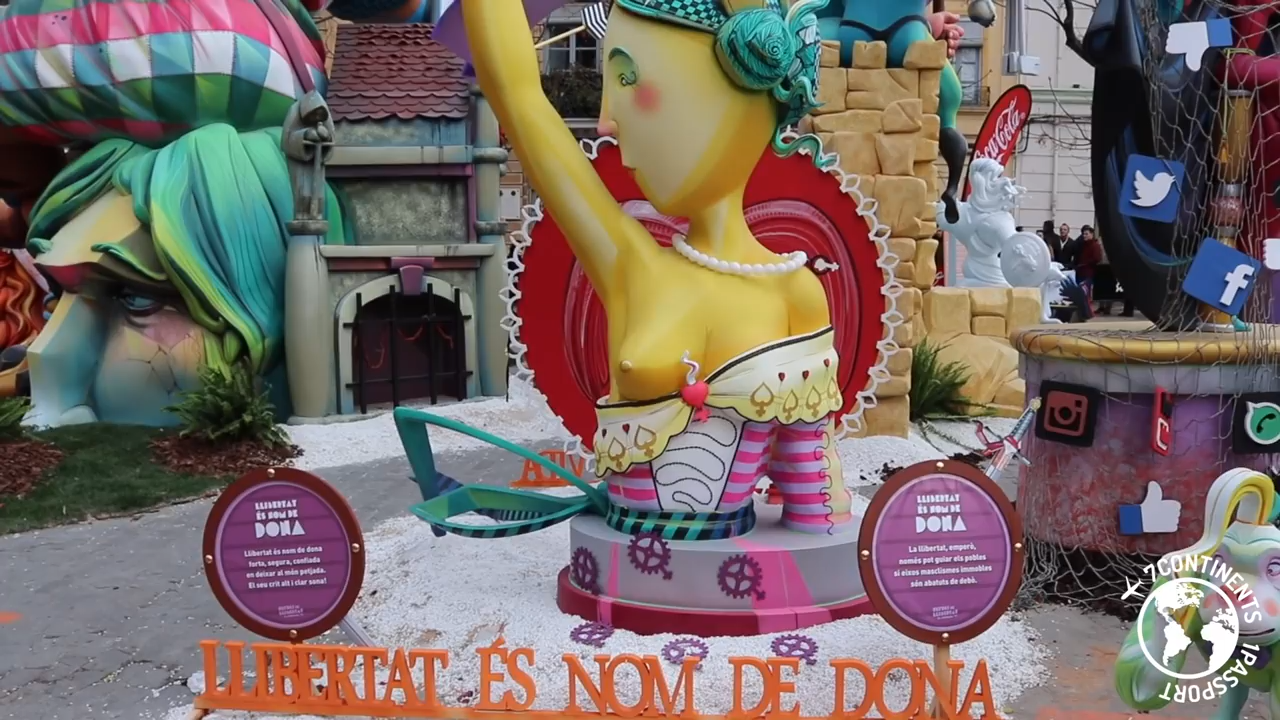 Coca-Cola
f
ATIV
LLIBERTAT
ÉS NOM DE
DONA
Llibertat és nom de dona
forta, segura, confiada
en deixar al món petjada.
El seu crit alt i clar sona!
LLIBERTAT
ÉS NOM DE
DONA
La llibertat, emperò,
només pot guiar els pobles
si eixos masclismes immobles
són abatuts de debò.
LLIBERTAT ÉS NOM DE DONA
7CONTINENTS 1PASSPORT